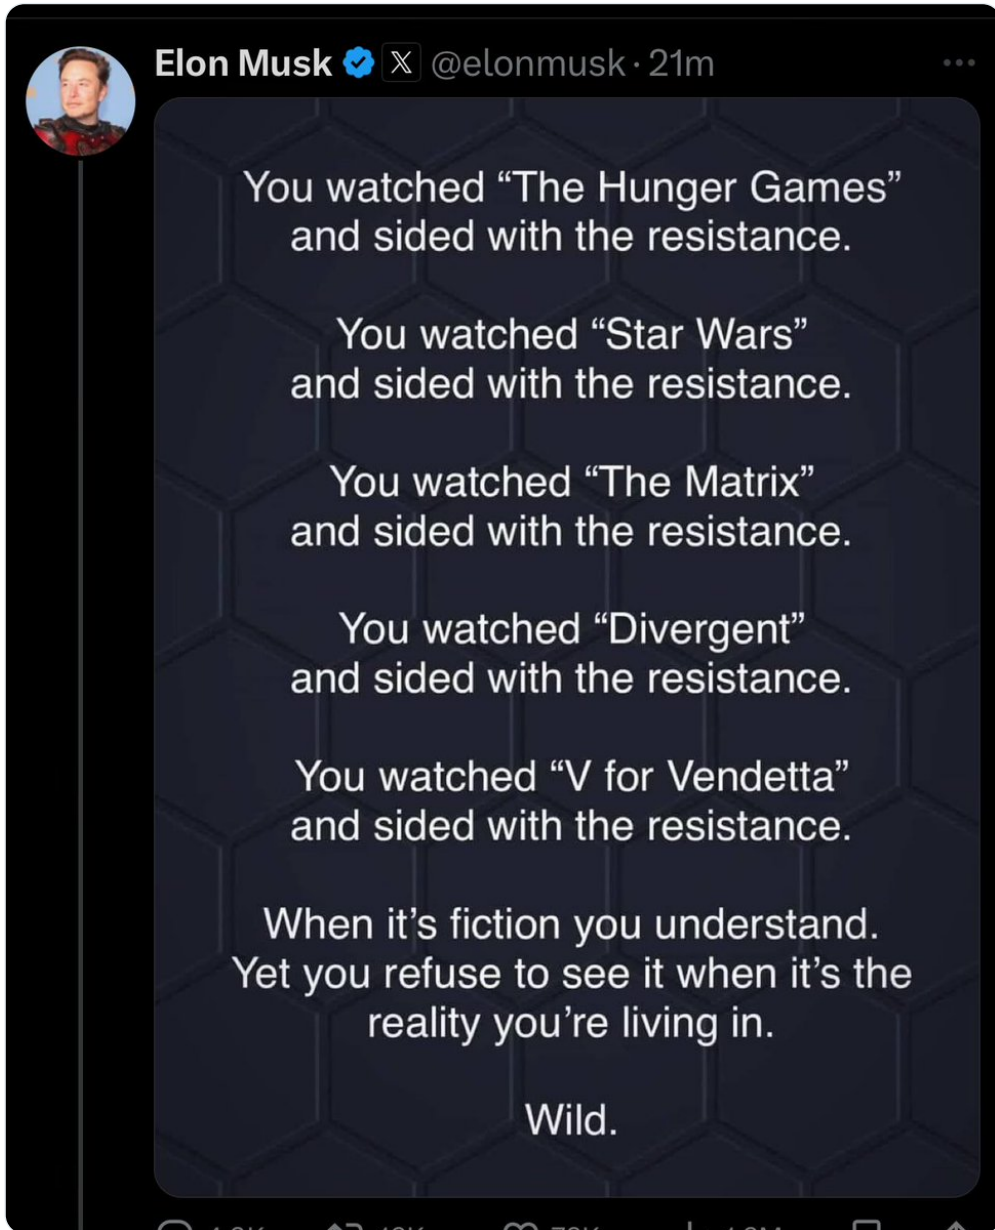 Elon Musk X @elonmusk · 21m
You watched “The Hunger Games”
and sided with the resistance.
You watched “Star Wars”
and sided with the resistance.
You watched “The Matrix”
and sided with the resistance.
You watched “Divergent”
and sided with the resistance.
You watched “V for Vendetta”
and sided with the resistance.
When it’s fiction you understand.
Yet you refuse to see it when it’s the
reality you’re living in.
Wild.